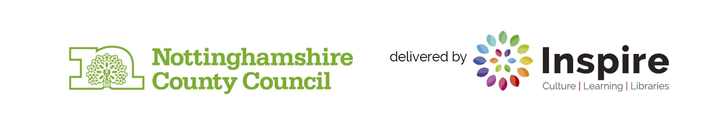 Nottinghamshire
County Council
delivered by
Inspire
Culture | Learning | Libraries